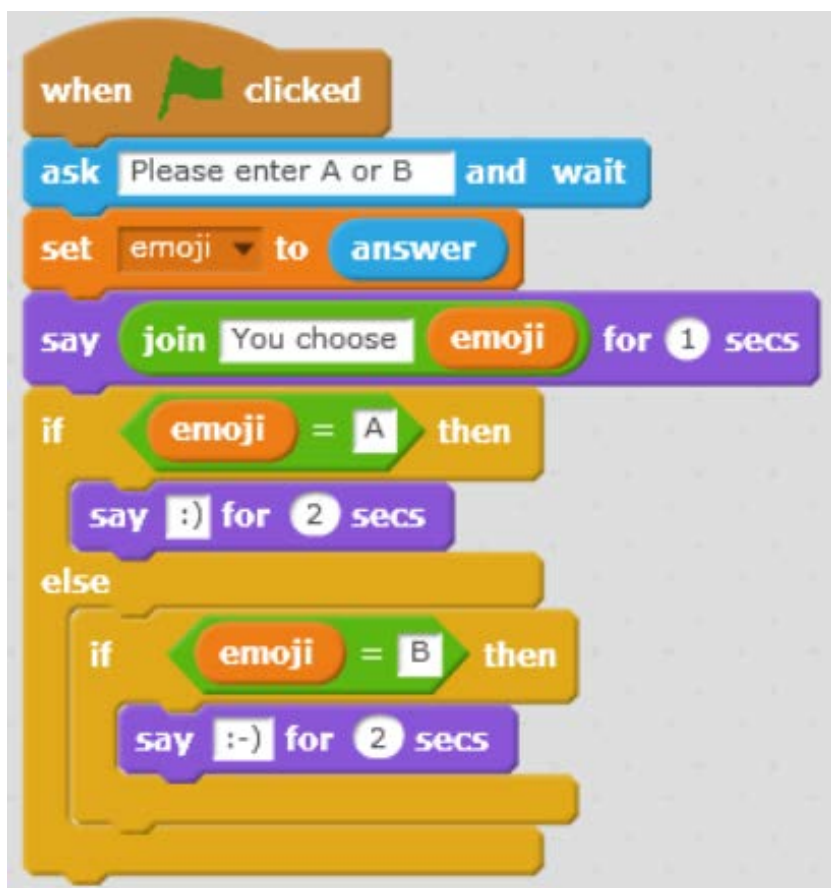 when clicked
ask Please enter A or B and wait
set emoji to answer
say join You choose emoji for 1 secs
if emoji = A then
say :) for 2 secs
else
if emoji = B then
say :-) for 2 secs